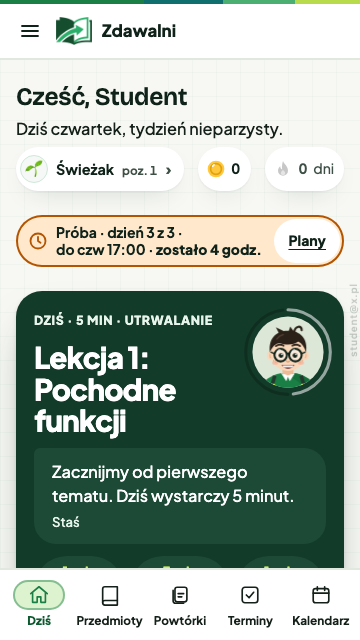 Zdawalni
Cześć, Student
Dziś czwartek, tydzień nieparzysty.
Świeżak poz. 1 ›
0
0 dni
Próba · dzień 3 z 3 ·
do czw 17:00 · zostało 4 godz.
Plany
student@x.pl
DZIŚ · 5 MIN · UTRWALANIE
Lekcja 1:
Pochodne
funkcji
Zacznijmy od pierwszego
tematu. Dziś wystarczy 5 minut.
Staś
Dziś
Przedmioty
Powtórki
Terminy
Kalendarz